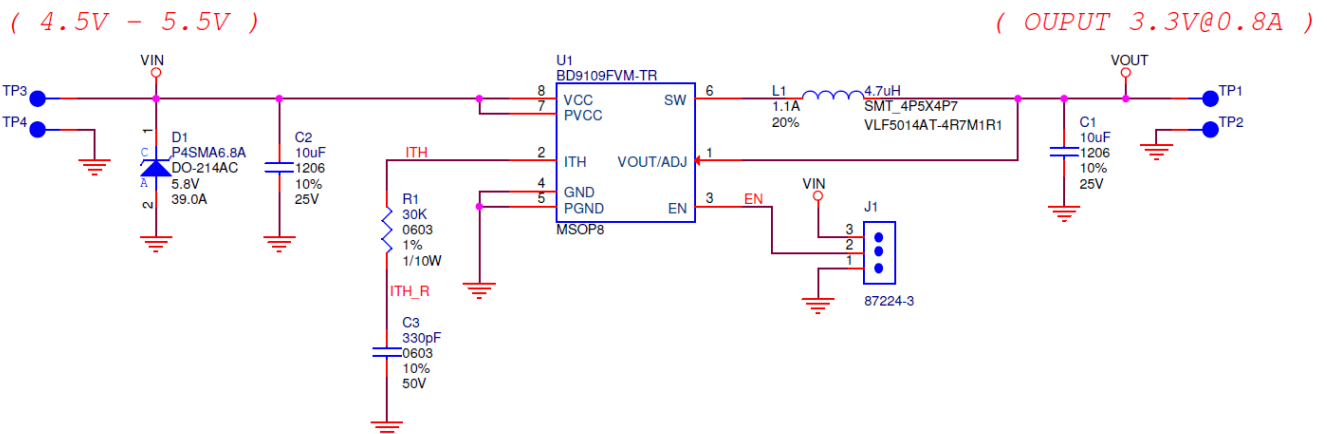 ( 4.5V - 5.5V )
( OUPUT 3.3V@0.8A )
VIN
U1
BD9109FVM-TR
VOUT
TP3
TP4
8
7
VCC
PVCC
SW
6
L1
1.1A
20%
4.7uH
SMT_4P5X4P7
VLF5014AT-4R7M1R1
TP1
TP2
1
C
A
2
D1
P4SMA6.8A
DO-214AC
5.8V
39.0A
C2
10uF
1206
10%
25V
ITH
2
ITH
VOUT/ADJ
1
C1
10uF
1206
10%
25V
4
5
GND
PGND
EN
3
EN
MSOP8
VIN
J1
3
2
1
87224-3
R1
30K
0603
1%
1/10W
ITH_R
C3
330pF
0603
10%
50V